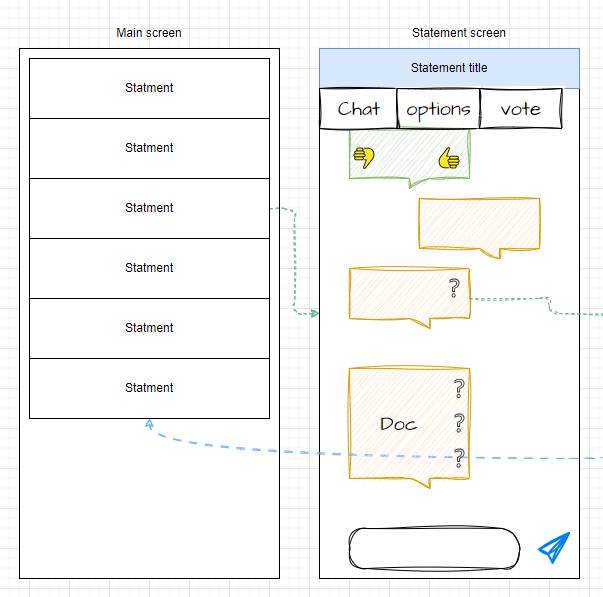 Main screen
Statment
Statment
Statment
Statment
Statment
Statment
Statement screen
Statement title
Chat
options
vote
?
Doc
?
?
?